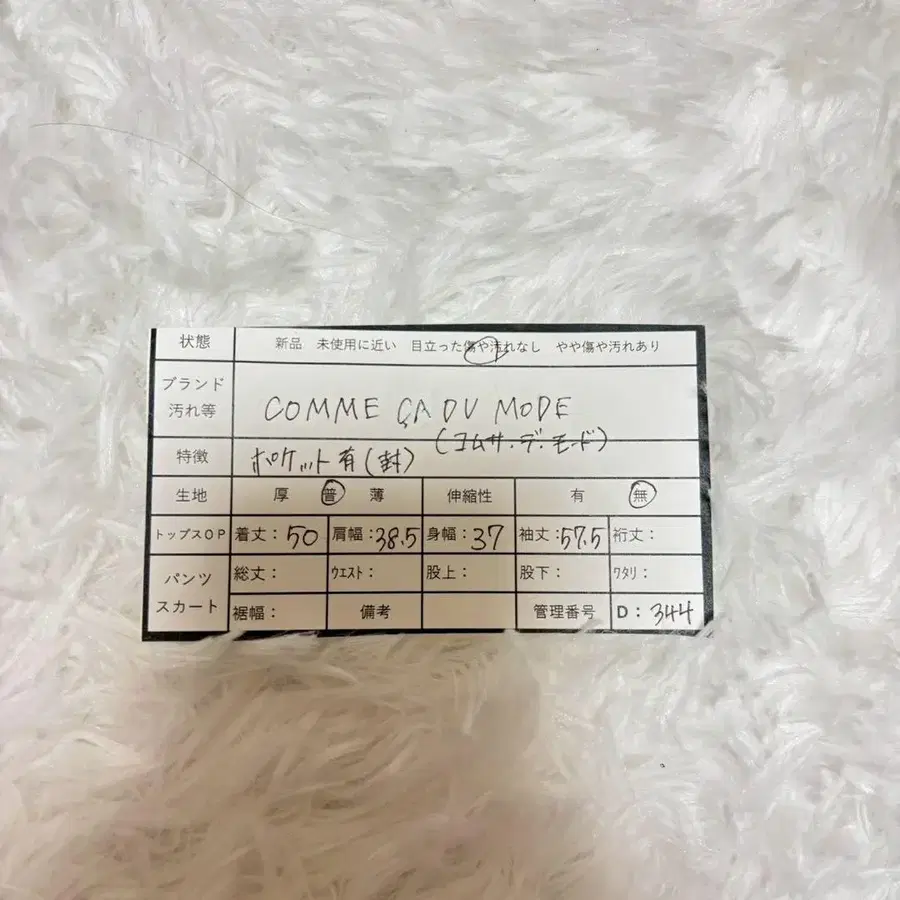 状態 新品 未使用に近い 目立った傷や汚れなし やや傷や汚れあり
ブランド
汚れ等 COMME ÇA DU MODE
(コムサ・デ・モード)
特徴 ポケット有(封)
生地 厚 普 薄 伸縮性 有 無
トップスOP 着丈:50 肩幅:38.5 身幅:37 袖丈:57.5 裄丈:
パンツ
スカート 総丈: ウエスト: 股上: 股下: ワタリ:
裾幅: 備考 管理番号 D:344